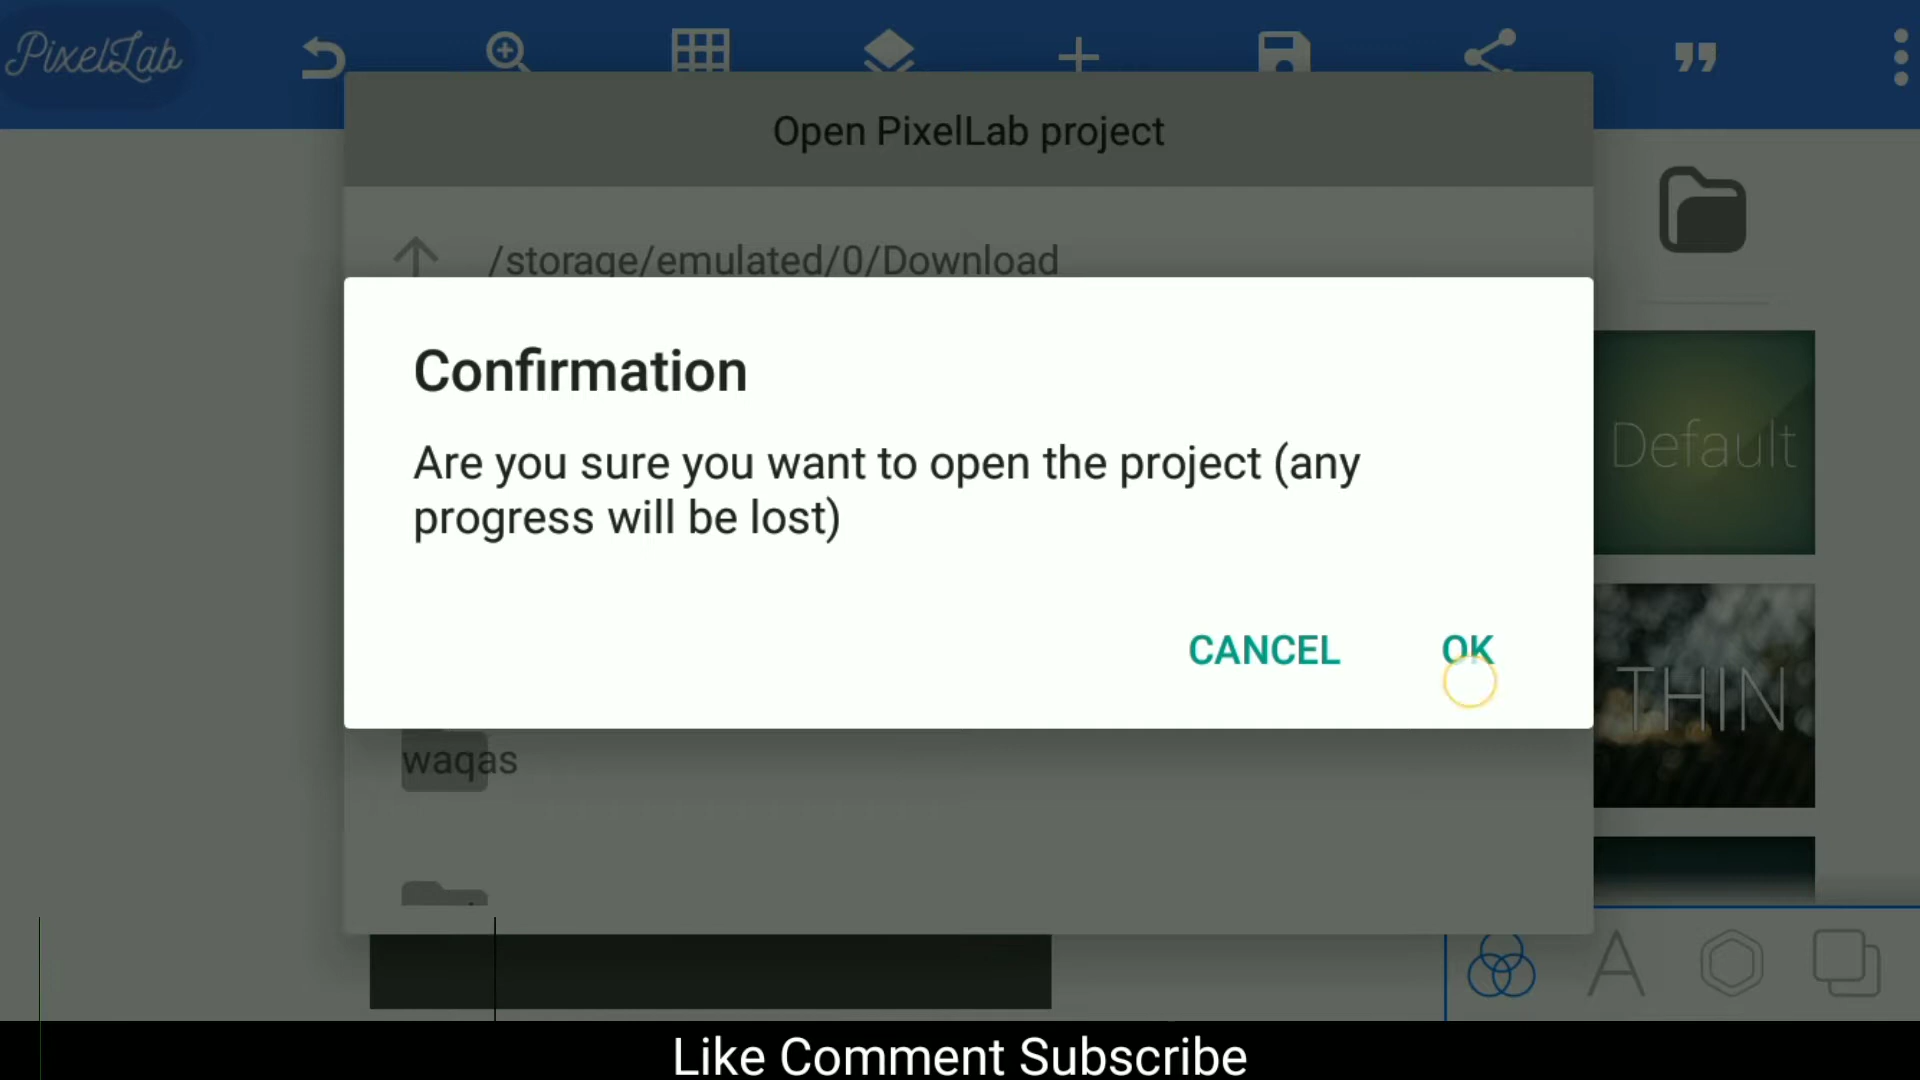 PixelLab
Open PixelLab project
/storage/emulated/0/Download
Confirmation
Are you sure you want to open the project (any
progress will be lost)
Default
CANCEL
OK
THIN
waqas
A
Like Comment Subscribe